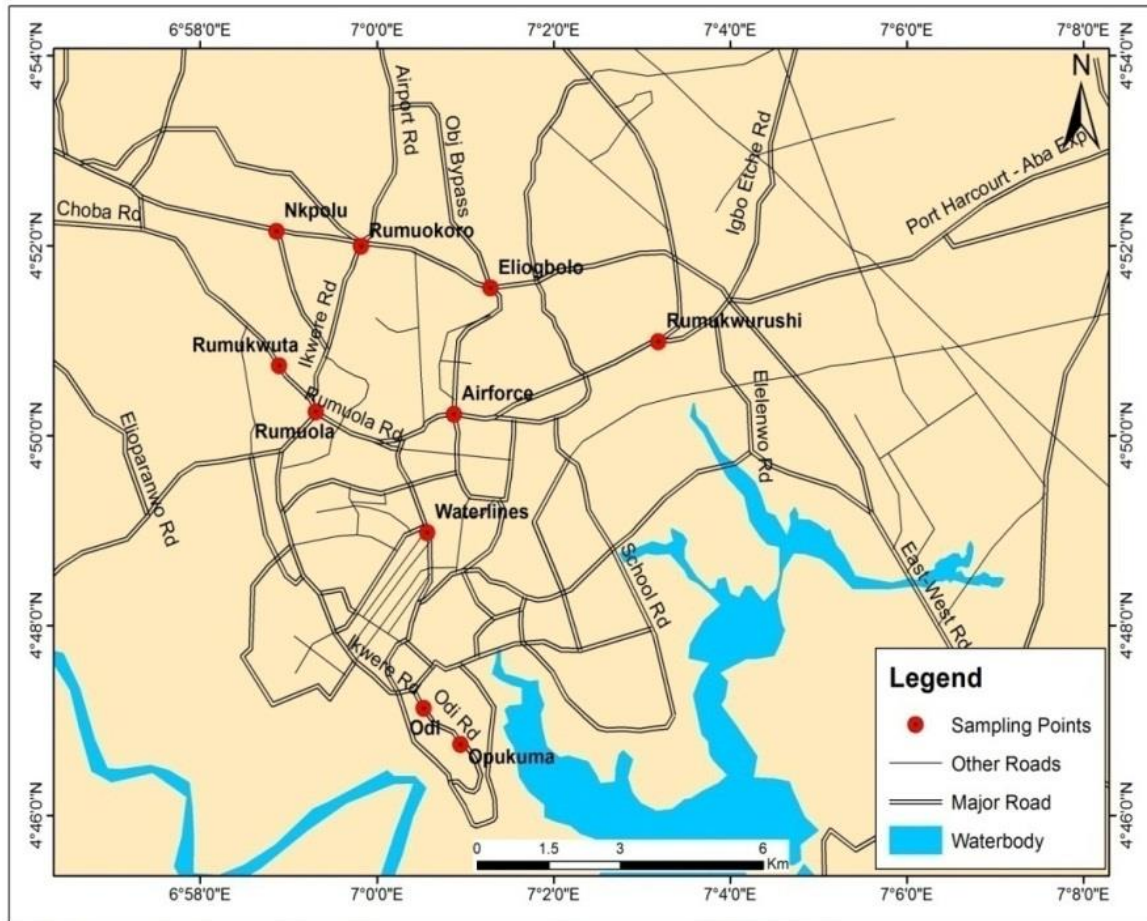 6°58'0"E 7°0'0"E 7°2'0"E 7°4'0"E 7°6'0"E 7°8'0"E
4°54'0"N
4°54'0"N
N
Airport Rd
Obj Bypass
Igbo Etche Rd
Port Harcourt - Aba Exp
Choba Rd
Nkpolu
Rumuokoro
4°52'0"N
4°52'0"N
Eliogbolo
Ikwere Rd
Rumukwurushi
Rumukwuta
Elelenwo Rd
Airforce
Rumuola Rd
Rumuola
4°50'0"N
4°50'0"N
Elioparanwo Rd
Waterlines
School Rd
East-West Rd
4°48'0"N
4°48'0"N
Ikwere Rd
Odi Rd
Odi
Opukuma
4°46'0"N
4°46'0"N
Legend
Sampling Points
Other Roads
Major Road
Waterbody
0 1.5 3 6
Km
6°58'0"E 7°0'0"E 7°2'0"E 7°4'0"E 7°6'0"E 7°8'0"E